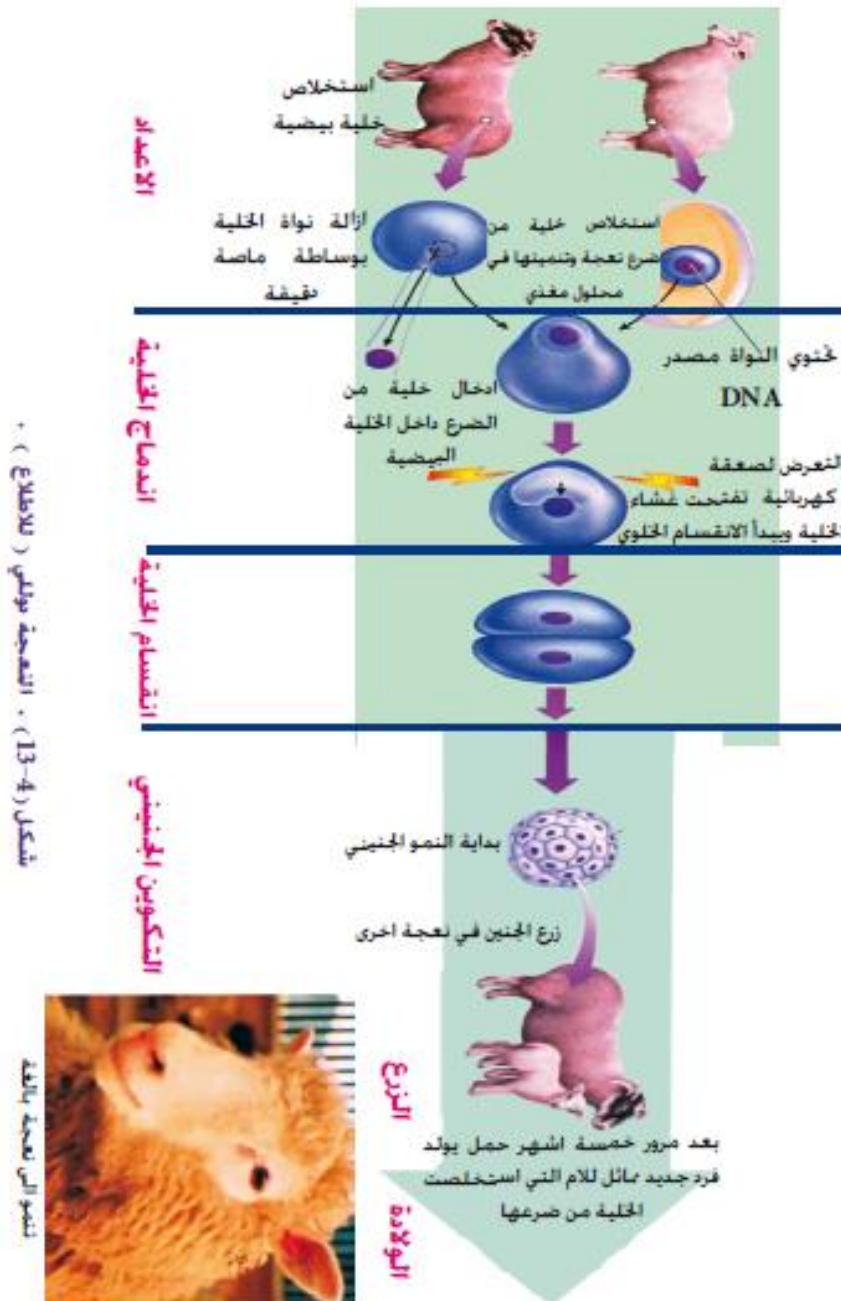 الاعداد
استخلاص
خلية بيضية
ازالة نواة الخلية
بوساطة ماصة
دقيقة
استخلاص خلية من
ضرع نعجة وتنميتها في
محلول مغذي
اندماج الخلية
تحتوي النواة مصدر
DNA
ادخال خلية من
الضرع داخل الخلية
البيضية
التعرض لصعقة
كهربائية تفتحت غشاء
الخلية ويبدأ الانقسام الخلوي
انقسام الخلية
التكوين الجنيني
بداية النمو الجنيني
زرع الجنين في نعجة اخرى
الزرع
الولادة
بعد مرور خمسة اشهر حمل يولد
فرد جديد مماثل للام التي استخلصت
الخلية من ضرعها
تنمو الى نعجة بالغة
شكل (4-13) . النعجة دوللي ( للاطلاع ) .